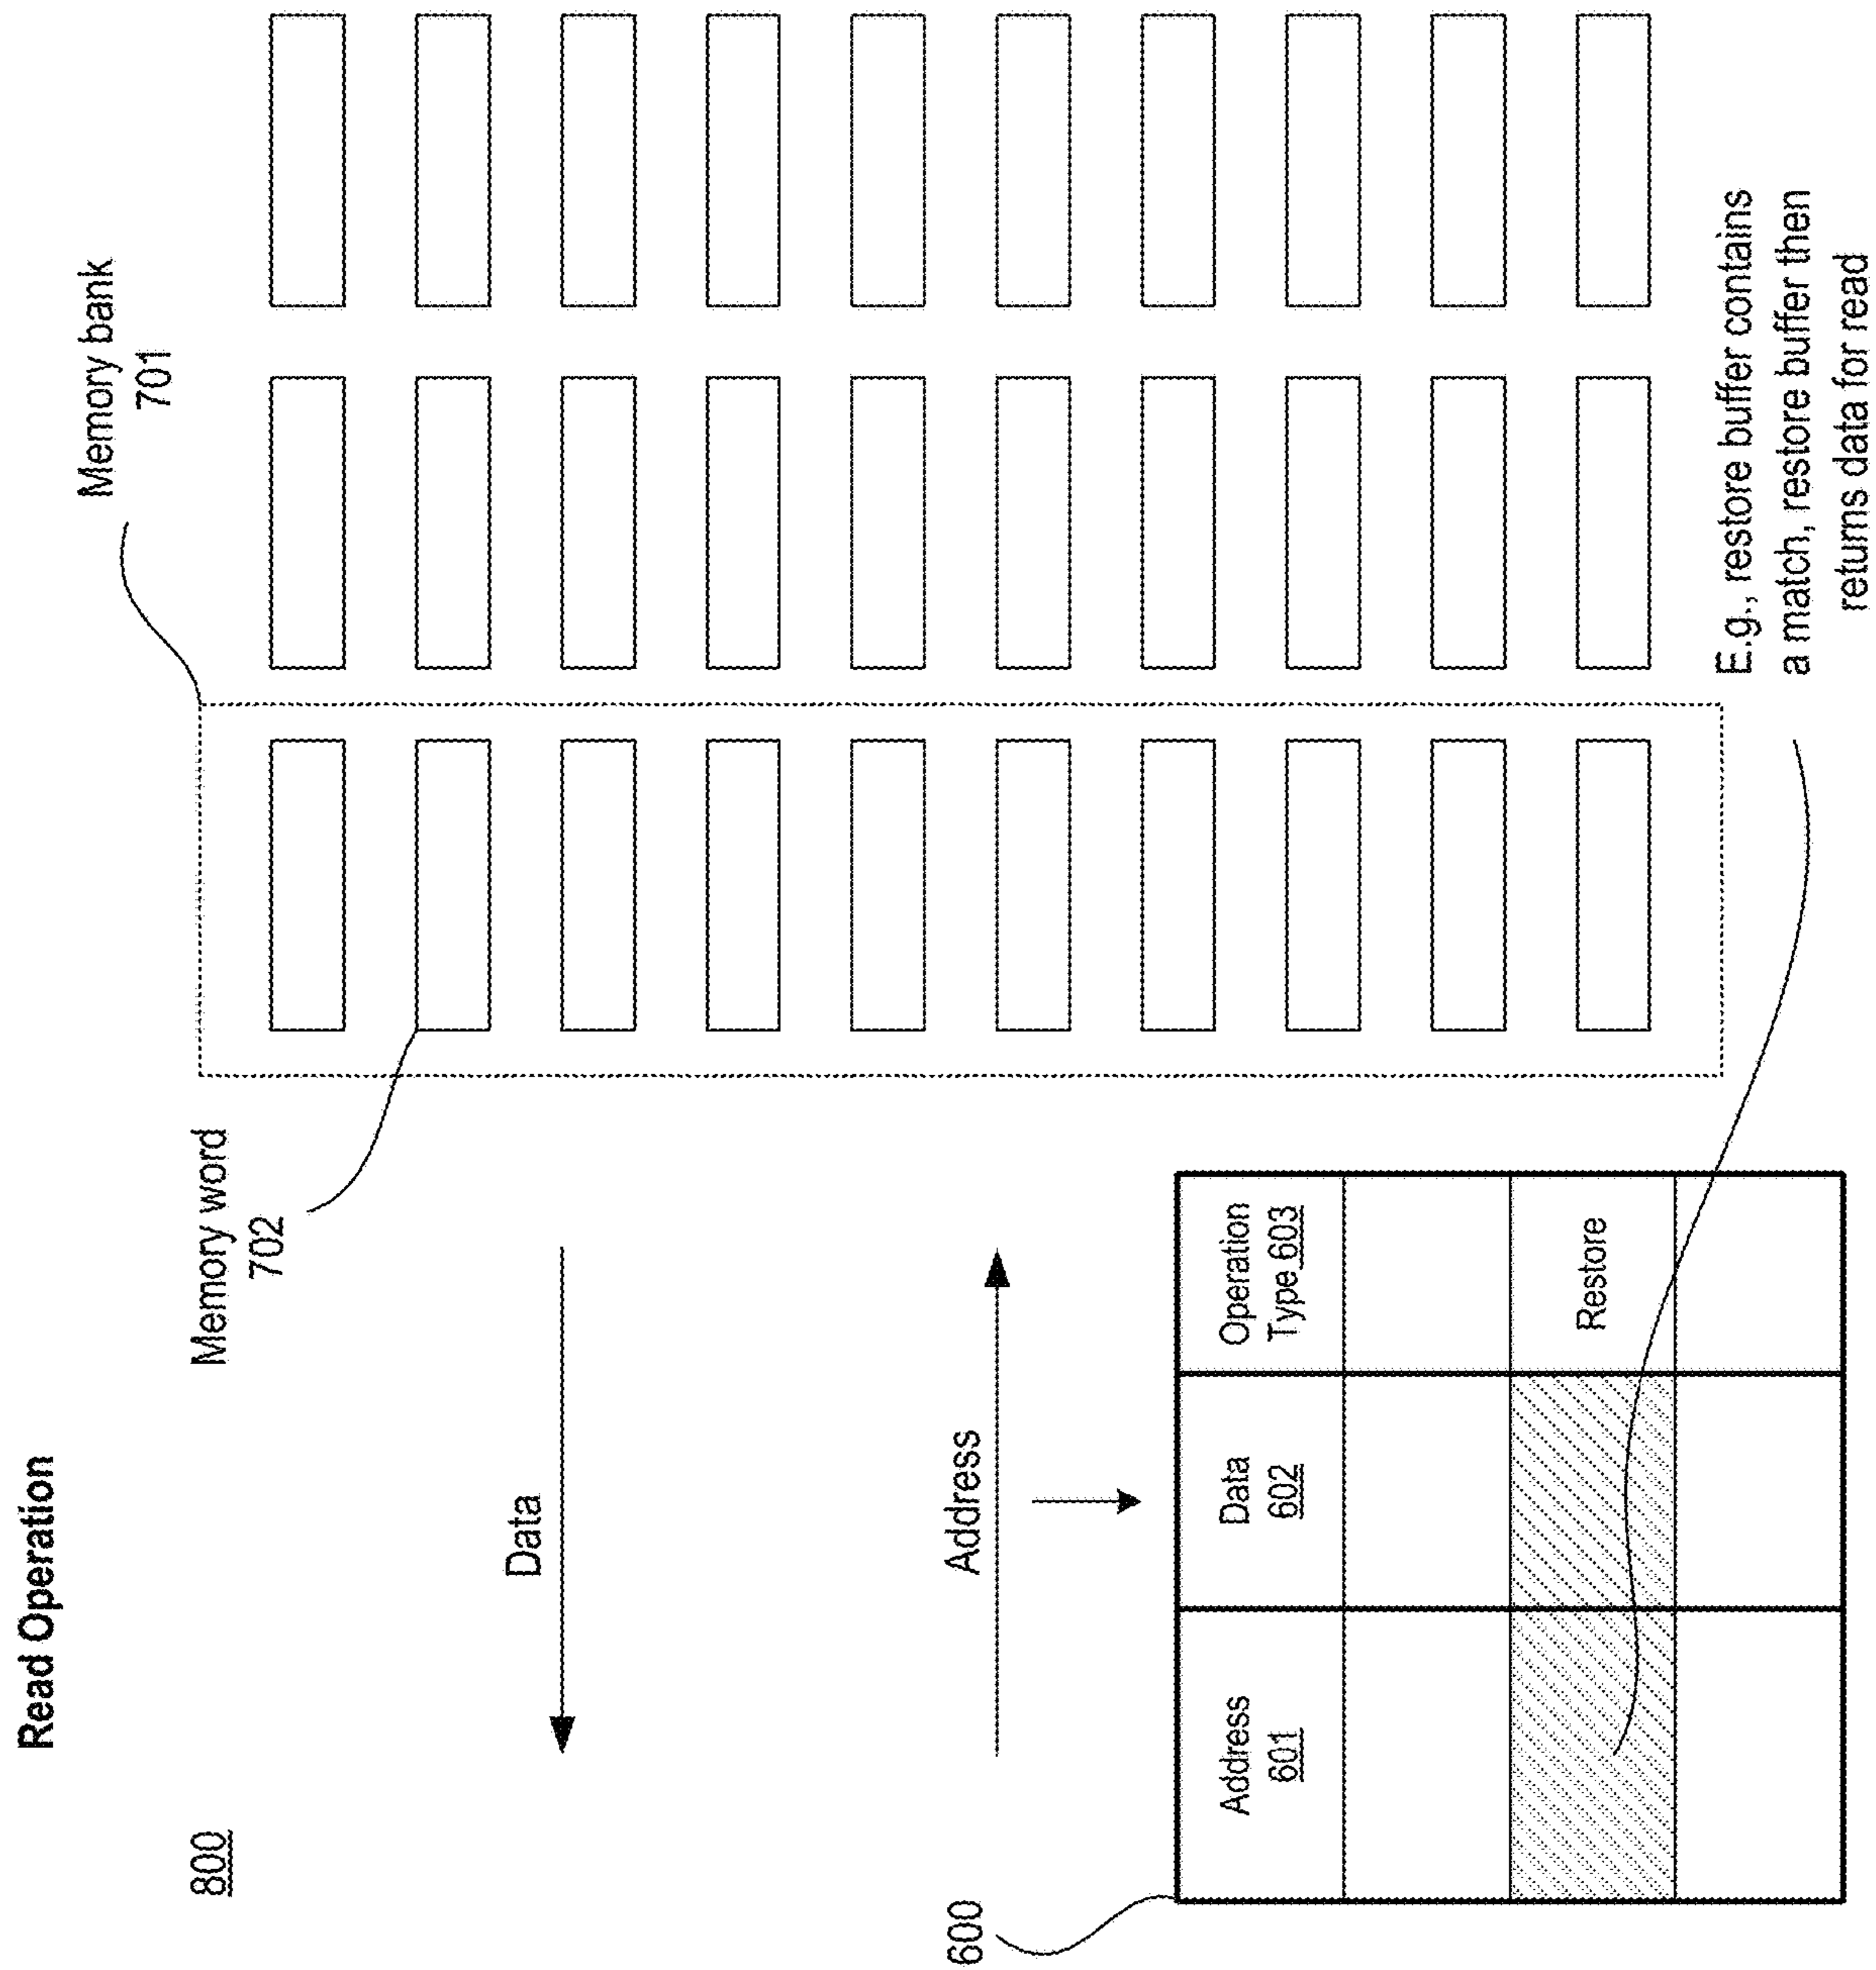 Read Operation
800
Memory word
702
Memory bank
701
Data
Address
600
Address
601
Data
602
Operation
Type 603
Restore
E.g., restore buffer contains
a match, restore buffer then
returns data for read